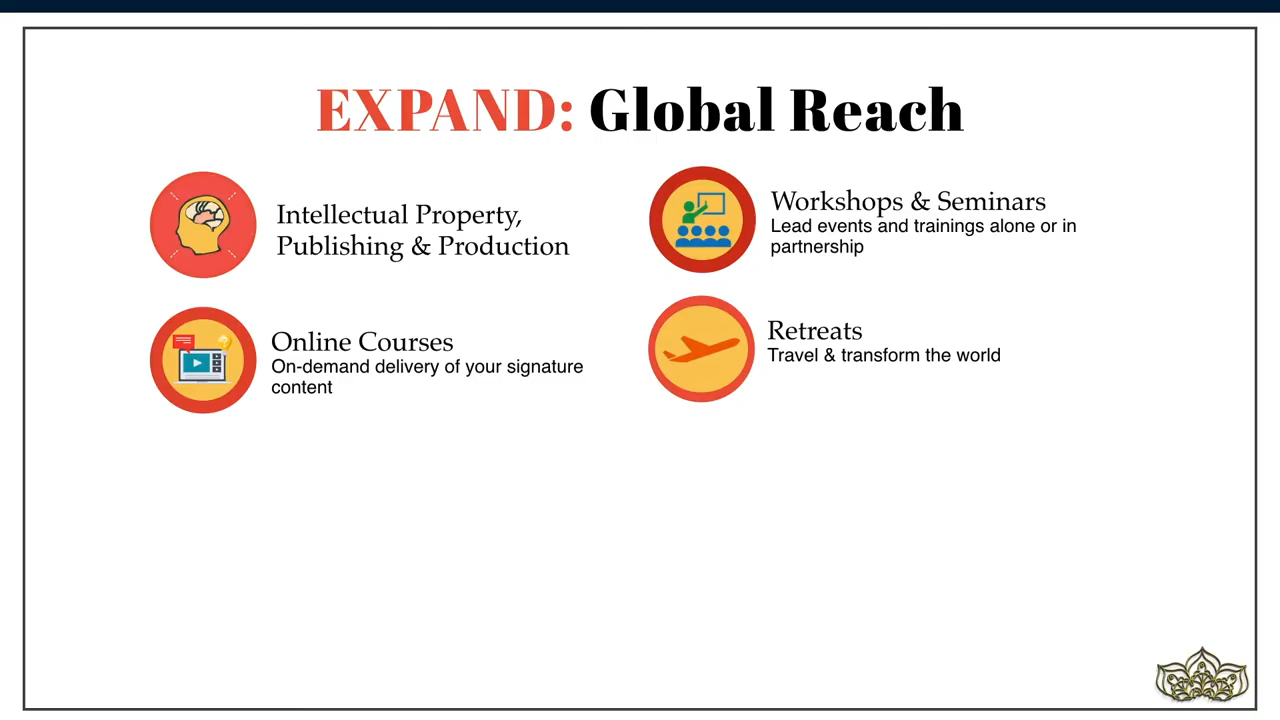 EXPAND: Global Reach
Intellectual Property,
Publishing & Production
Online Courses
On-demand delivery of your signature
content
Workshops & Seminars
Lead events and trainings alone or in
partnership
Retreats
Travel & transform the world